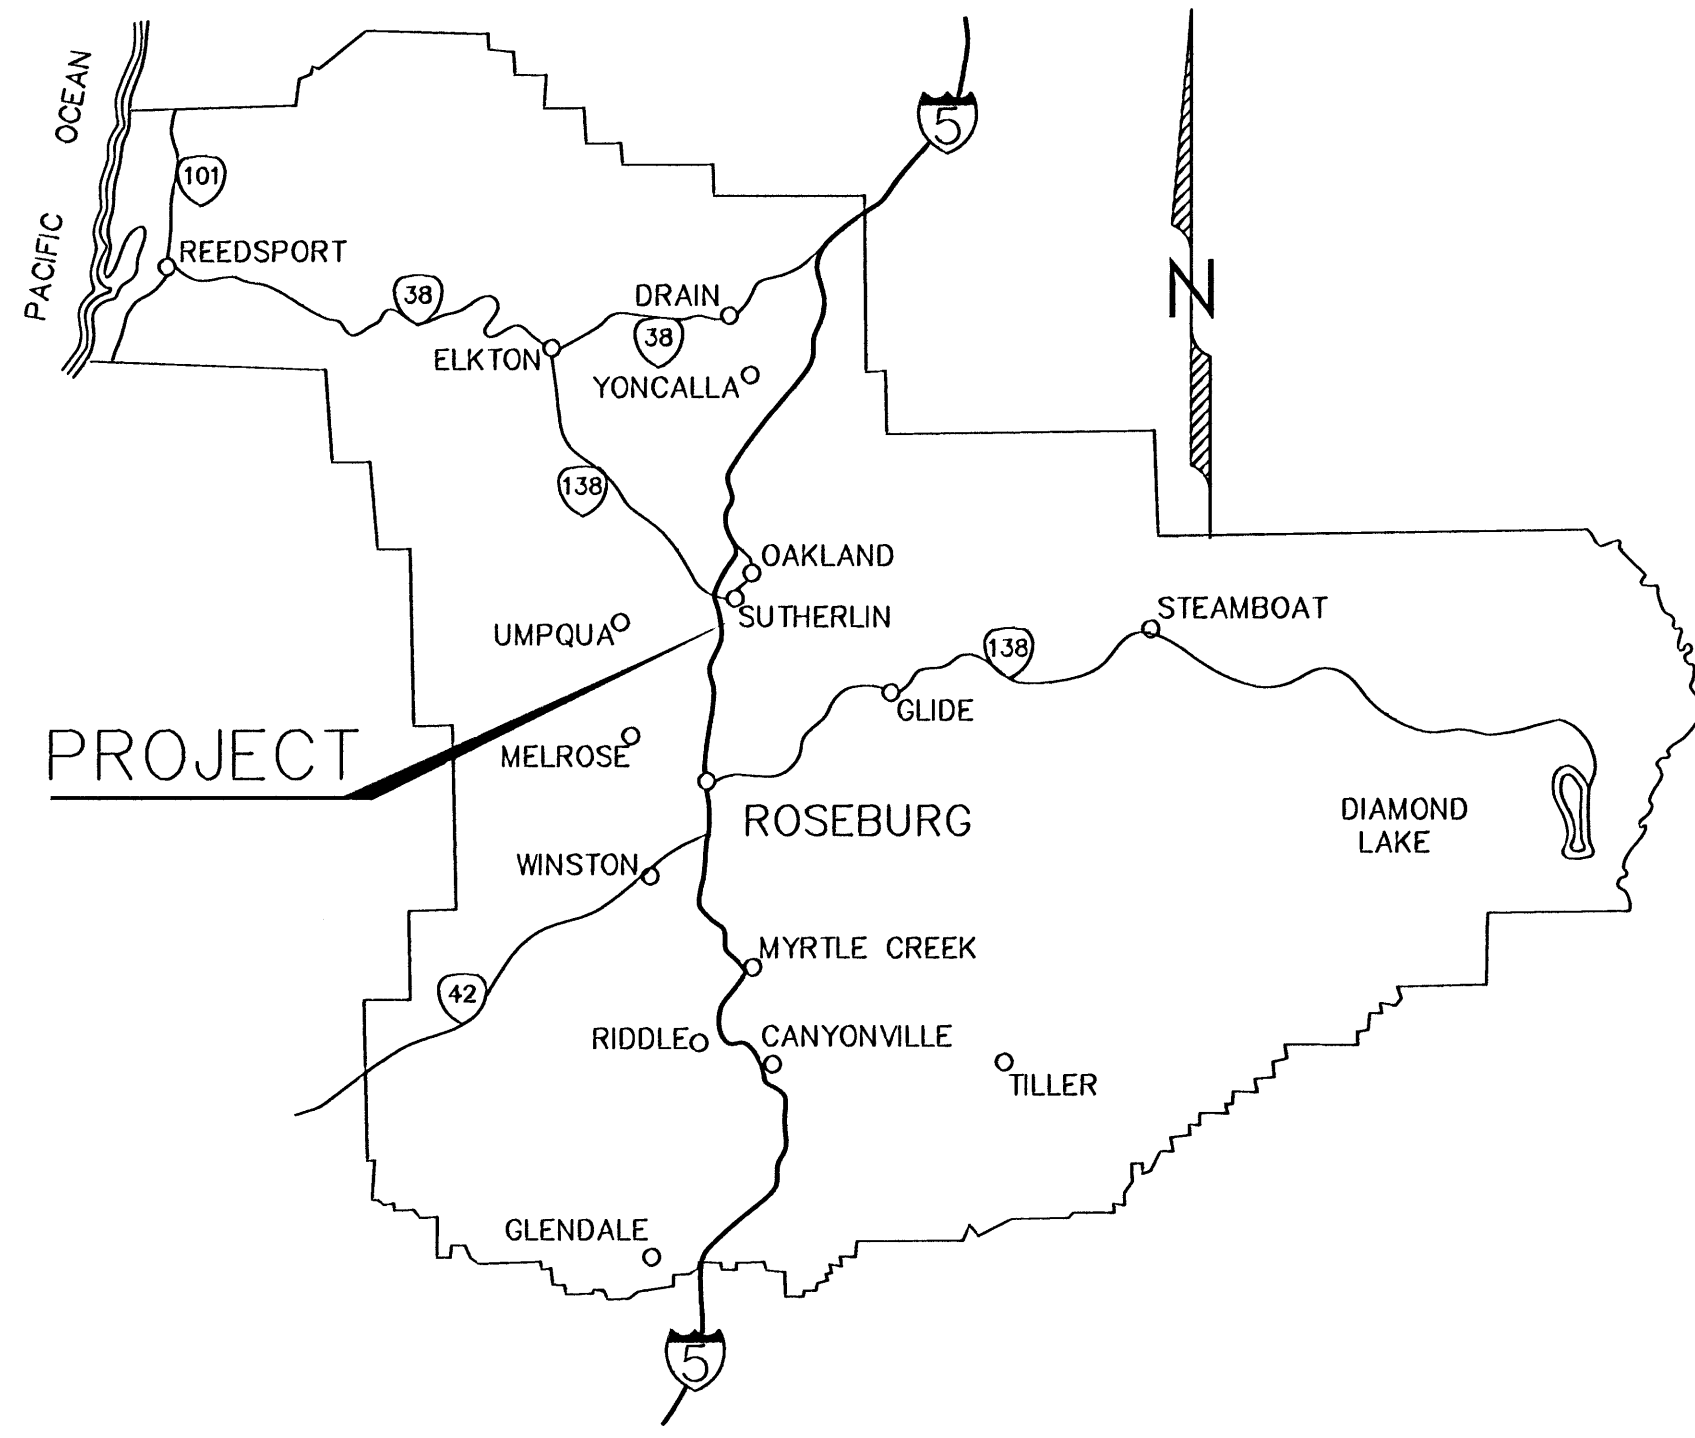 OCEAN
PACIFIC
5
101
REEDSPORT
38
DRAIN
38
ELKTON
YONCALLA
N
138
OAKLAND
SUTHERLIN
UMPQUA
STEAMBOAT
138
GLIDE
PROJECT
MELROSE
ROSEBURG
DIAMOND
LAKE
WINSTON
MYRTLE CREEK
42
RIDDLE
CANYONVILLE
TILLER
GLENDALE
5